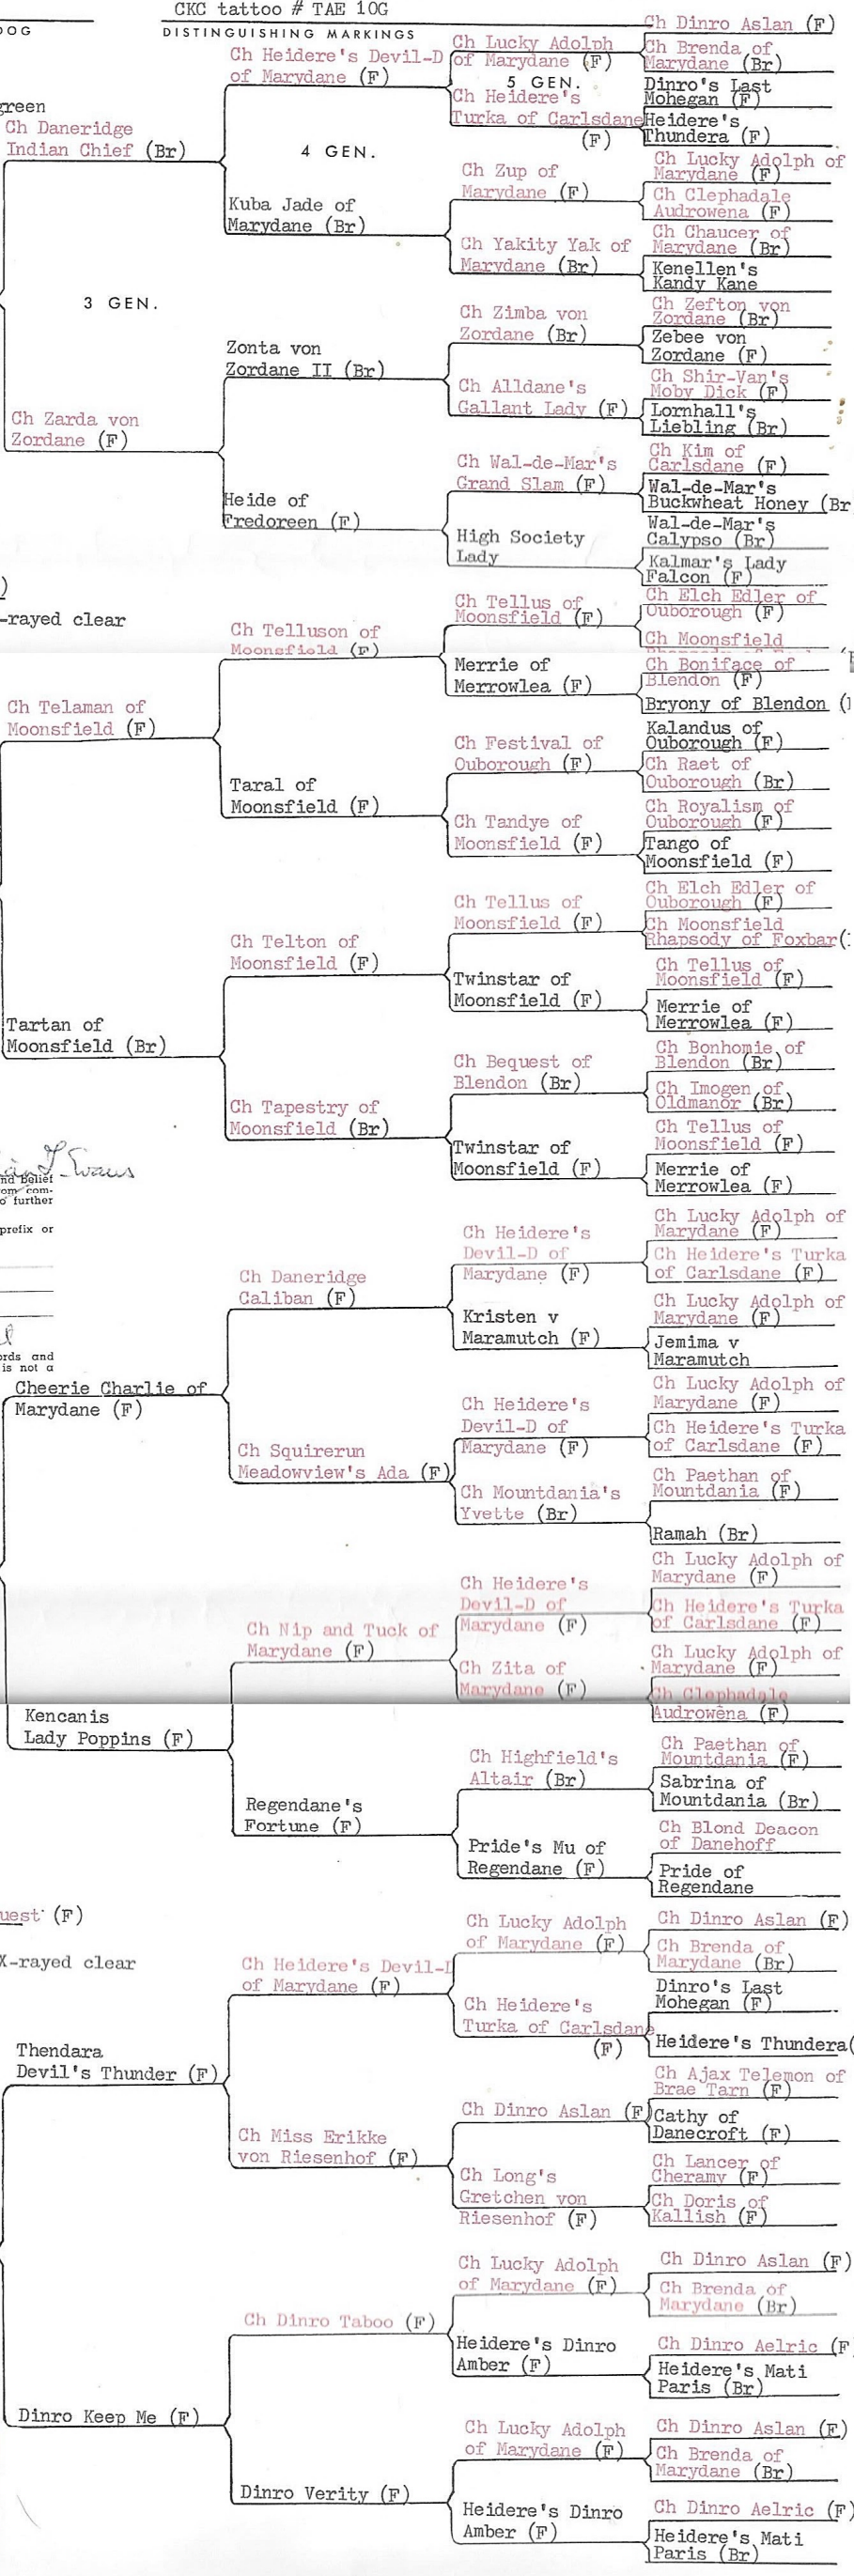 CKC tattoo # TAE 10G
OG
DISTINGUISHING MARKINGS
green
Ch Daneridge
Indian Chief (Br)
3 GEN.
Ch Zarda von
Zordane (F)
-rayed clear
Ch Telaman of
Moonsfield (F)
Tartan of
Moonsfield (Br)
Evans
nd Belief
om com-
o further
prefix or
ords and
is not a
Cheerie Charlie of
Marydane (F)
Kencanis
Lady Poppins (F)
uest (F)
X-rayed clear
Thendara
Devil's Thunder (F)
Dinro Keep Me (F)
Ch Heidere's Devil-D
of Marydane (F)
4 GEN.
Kuba Jade of
Marydane (Br)
Zonta von
Zordane II (Br)
Heide of
Fredoreen (F)
Ch Telluson of
Moonsfield (F)
Taral of
Moonsfield (F)
Ch Telton of
Moonsfield (F)
Ch Tapestry of
Moonsfield (Br)
Ch Daneridge
Caliban (F)
Ch Squirerun
Meadowview's Ada (F)
Ch Nip and Tuck of
Marydane (F)
Regendane's
Fortune (F)
Ch Heidere's Devil-D
of Marydane (F)
Ch Miss Erikke
von Riesenhof (F)
Ch Dinro Taboo (F)
Dinro Verity (F)
Ch Lucky Adolph
of Marydane (F)
5 GEN.
Ch Heidere's
Turka of Carlsdane
(F)
Ch Zup of
Marydane (F)
Ch Yakity Yak of
Marydane (Br)
Ch Zimba von
Zordane (Br)
Ch Alldane's
Gallant Lady (F)
Ch Wal-de-Mar's
Grand Slam (F)
High Society
Lady
Ch Tellus of
Moonsfield (F)
Merrie of
Merrowlea (F)
Ch Festival of
Ouborough (F)
Ch Tandye of
Moonsfield (F)
Ch Tellus of
Moonsfield (F)
Twinstar of
Moonsfield (F)
Ch Bequest of
Blendon (Br)
Twinstar of
Moonsfield (F)
Ch Heidere's
Devil-D of
Marydane (F)
Kristen v
Maramutch (F)
Ch Heidere's
Devil-D of
Marydane (F)
Ch Mountdania's
Yvette (Br)
Ch Heidere's
Devil-D of
Marydane (F)
Ch Zita of
Marydane (F)
Ch Highfield's
Altair (Br)
Pride's Mu of
Regendane (F)
Ch Lucky Adolph
of Marydane (F)
Ch Heidere's
Turka of Carlsdane
(F)
Ch Dinro Aslan (F)
Ch Long's
Gretchen von
Riesenhof (F)
Ch Lucky Adolph
of Marydane (F)
Heidere's Dinro
Amber (F)
Ch Lucky Adolph
of Marydane (F)
Heidere's Dinro
Amber (F)
Ch Dinro Aslan (F)
Ch Brenda of
Marydane (Br)
Dinro's Last
Mohegan (F)
Heidere's
Thundera (F)
Ch Lucky Adolph of
Marydane (F)
Ch Clephadale
Audrowena (F)
Ch Chaucer of
Marydane (Br)
Kenellen's
Kandy Kane
Ch Zefton von
Zordane (Br)
Zebee von
Zordane (F)
Ch Shir-Van's
Moby Dick (F)
Lornhall's
Liebling (Br)
Ch Kim of
Carlsdane (F)
Wal-de-Mar's
Buckwheat Honey (Br
Wal-de-Mar's
Calypso (Br)
Kalmar's Lady
Falcon (F)
Ch Elch Edler of
Ouborough (F)
Ch Moonsfield
Ch Boniface of
Blendon (F)
Bryony of Blendon (
Kalandus of
Ouborough (F)
Ch Raet of
Ouborough (Br)
Ch Royalism of
Ouborough (F)
Tango of
Moonsfield (F)
Ch Elch Edler of
Ouborough (F)
Ch Moonsfield
Rhapsody of Foxbar(
Ch Tellus of
Moonsfield (F)
Merrie of
Merrowlea (F)
Ch Bonhomie of
Blendon (Br)
Ch Imogen of
Oldmanor (Br)
Ch Tellus of
Moonsfield (F)
Merrie of
Merrowlea (F)
Ch Lucky Adolph of
Marydane (F)
Ch Heidere's Turka
of Carlsdane (F)
Ch Lucky Adolph of
Marydane (F)
Jemima v
Maramutch
Ch Lucky Adolph of
Marydane (F)
Ch Heidere's Turka
of Carlsdane (F)
Ch Paethan of
Mountdania (F)
Ramah (Br)
Ch Lucky Adolph of
Marydane (F)
Ch Heidere's Turka
of Carlsdane (F)
Ch Lucky Adolph of
Marydane (F)
Ch Clephadale
Audrowena (F)
Ch Paethan of
Mountdania (F)
Sabrina of
Mountdania (Br)
Ch Blond Deacon
of Danehoff
Pride of
Regendane
Ch Dinro Aslan (F)
Ch Brenda of
Marydane (Br)
Dinro's Last
Mohegan (F)
Heidere's Thundera(
Ch Ajax Telemon of
Brae Tarn (F)
Cathy of
Danecroft (F)
Ch Lancer of
Cheramy (F)
Ch Doris of
Kallish (F)
Ch Dinro Aslan (F)
Ch Brenda of
Marydane (Br)
Ch Dinro Aelric (F
Heidere's Mati
Paris (Br)
Ch Dinro Aslan (F)
Ch Brenda of
Marydane (Br)
Ch Dinro Aelric (F)
Heidere's Mati
Paris (Br)